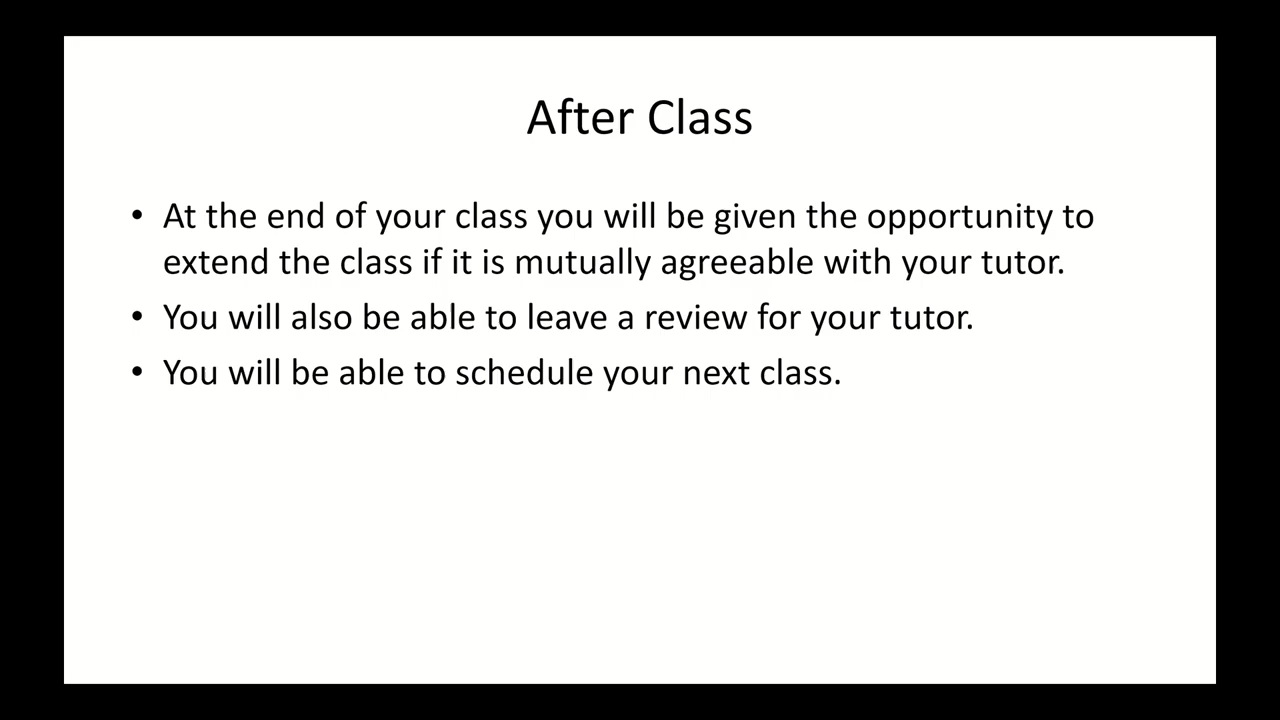 After Class
• At the end of your class you will be given the opportunity to
extend the class if it is mutually agreeable with your tutor.
• You will also be able to leave a review for your tutor.
• You will be able to schedule your next class.